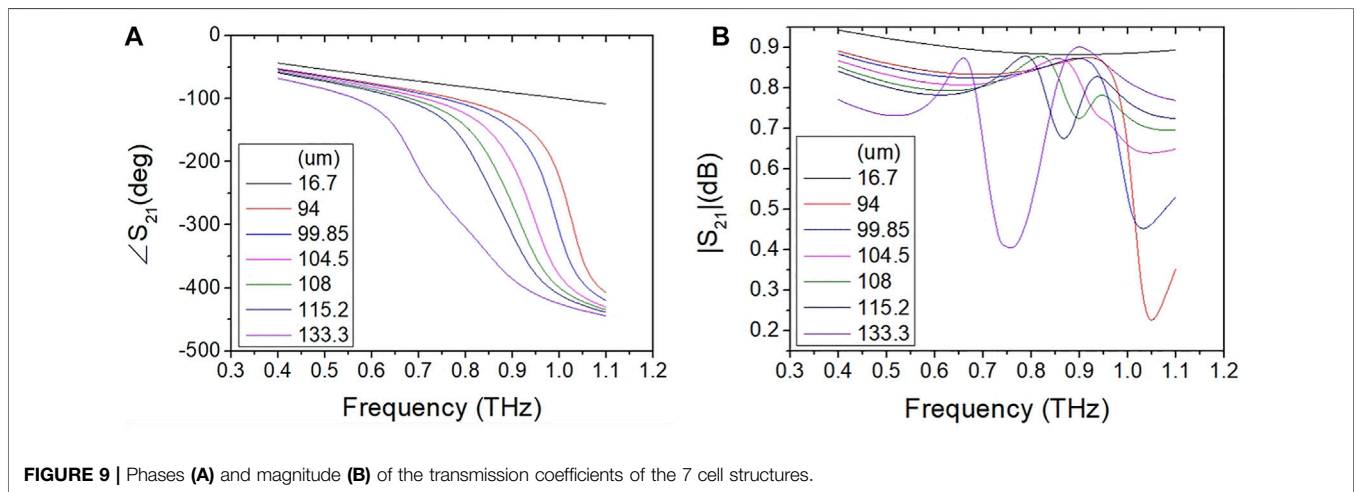 A
0
-100
-200
-300
-400
-500
∠S21(deg)
(um)
16.7
94
99.85
104.5
108
115.2
133.3
0.3 0.4 0.5 0.6 0.7 0.8 0.9 1.0 1.1 1.2
Frequency (THz)
B
0.9
0.8
0.7
0.6
0.5
0.4
0.3
0.2
|S21|(dB)
(um)
16.7
94
99.85
104.5
108
115.2
133.3
0.3 0.4 0.5 0.6 0.7 0.8 0.9 1.0 1.1 1.2
Frequency (THz)
FIGURE 9 | Phases (A) and magnitude (B) of the transmission coefficients of the 7 cell structures.